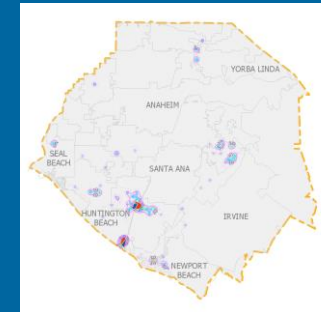 YORBA LINDA
ANAHEIM
SEAL
BEACH
SANTA ANA
HUNTINGTON
BEACH
IRVINE
NEWPORT
BEACH